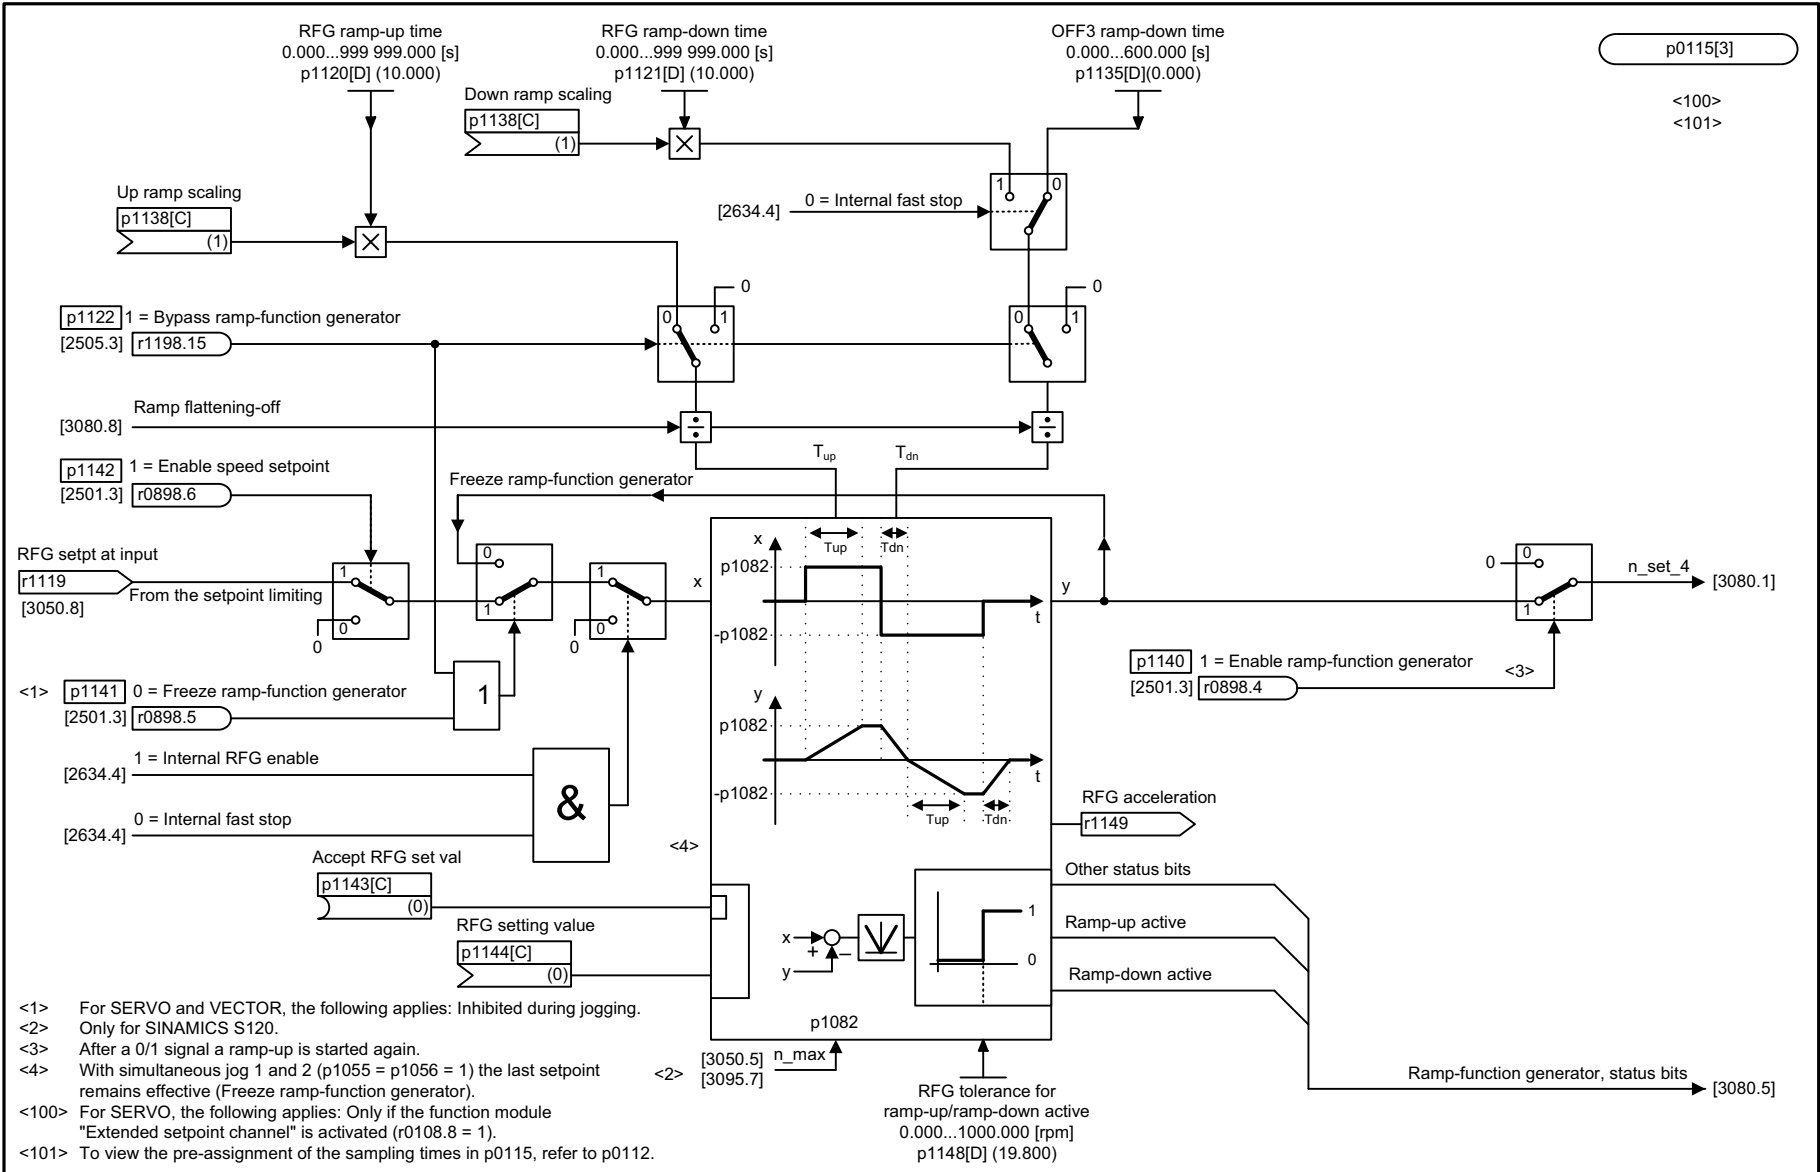 RFG ramp-up time
0.000...999 999.000 [s]
p1120[D] (10.000)
RFG ramp-down time
0.000...999 999.000 [s]
p1121[D] (10.000)
OFF3 ramp-down time
0.000...600.000 [s]
p1135[D](0.000)
p0115[3]
<100>
<101>
Down ramp scaling
p1138[C]
(1)
Up ramp scaling
p1138[C]
(1)
1 0
[2634.4] 0 = Internal fast stop
0
0 1
0
0 1
p1122 1 = Bypass ramp-function generator
[2505.3] r1198.15
Ramp flattening-off
[3080.8]
p1142 1 = Enable speed setpoint
[2501.3] r0898.6
Tup Tdn
Freeze ramp-function generator
RFG setpt at input
r1119
[3050.8]
From the setpoint limiting
1
0
0
0
1
1
0
0
x
x
Tup Tdn
p1082
-p1082
t
y
0
0
1
n_set_4
[3080.1]
p1140 1 = Enable ramp-function generator
[2501.3] r0898.4
<3>
<1> p1141 0 = Freeze ramp-function generator
[2501.3] r0898.5
1
y
p1082
-p1082
t
Tup Tdn
1 = Internal RFG enable
[2634.4]
0 = Internal fast stop
[2634.4]
&
<4>
RFG acceleration
r1149
Accept RFG set val
p1143[C]
(0)
RFG setting value
p1144[C]
(0)
x
+
–
y
1
0
Other status bits
Ramp-up active
Ramp-down active
p1082
<2> [3050.5] n_max
[3095.7]
RFG tolerance for
ramp-up/ramp-down active
0.000...1000.000 [rpm]
p1148[D] (19.800)
Ramp-function generator, status bits
[3080.5]
<1> For SERVO and VECTOR, the following applies: Inhibited during jogging.
<2> Only for SINAMICS S120.
<3> After a 0/1 signal a ramp-up is started again.
<4> With simultaneous jog 1 and 2 (p1055 = p1056 = 1) the last setpoint
remains effective (Freeze ramp-function generator).
<100> For SERVO, the following applies: Only if the function module
"Extended setpoint channel" is activated (r0108.8 = 1).
<101> To view the pre-assignment of the sampling times in p0115, refer to p0112.